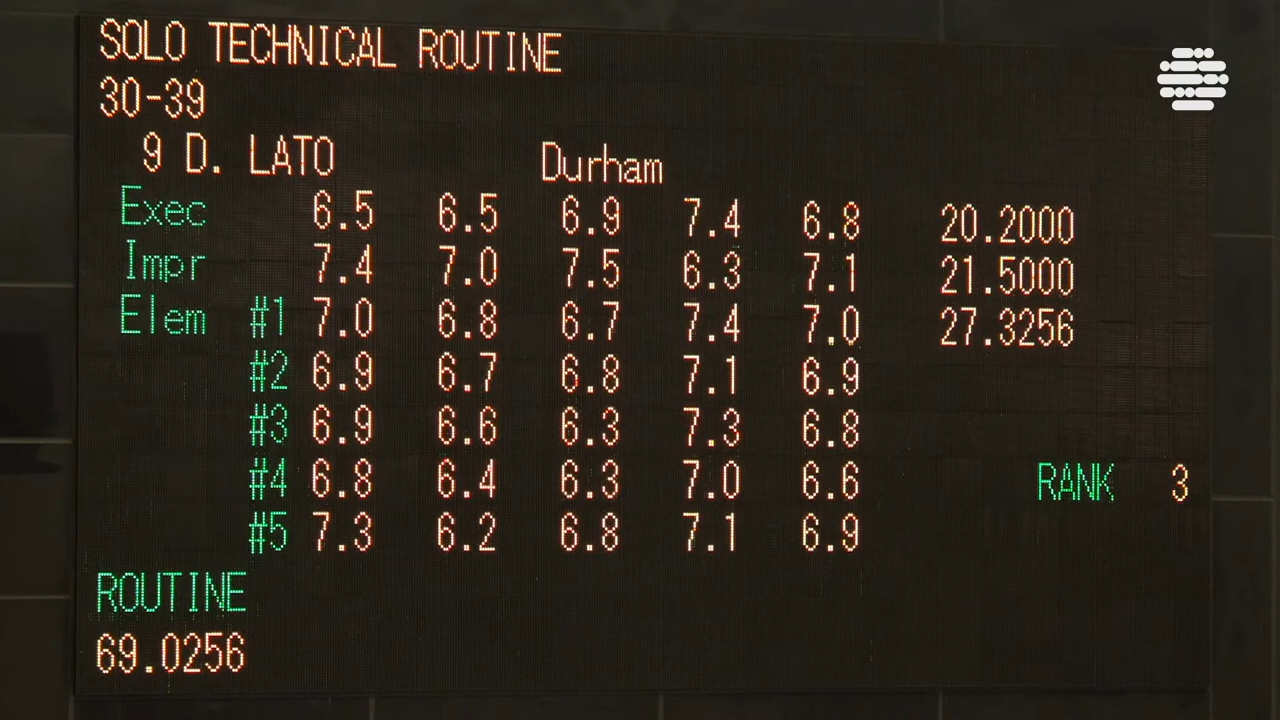 SOLO TECHNICAL ROUTINE
30-39
9 D. LATO Durham
Exec 6.5 6.5 6.9 7.4 6.8 20.2000
Impr 7.4 7.0 7.5 6.3 7.1 21.5000
Elem #1 7.0 6.8 6.7 7.4 7.0 27.3256
#2 6.9 6.7 6.8 7.1 6.9
#3 6.9 6.6 6.3 7.3 6.8
#4 6.8 6.4 6.3 7.0 6.6 RANK 3
#5 7.3 6.2 6.8 7.1 6.9
ROUTINE
69.0256